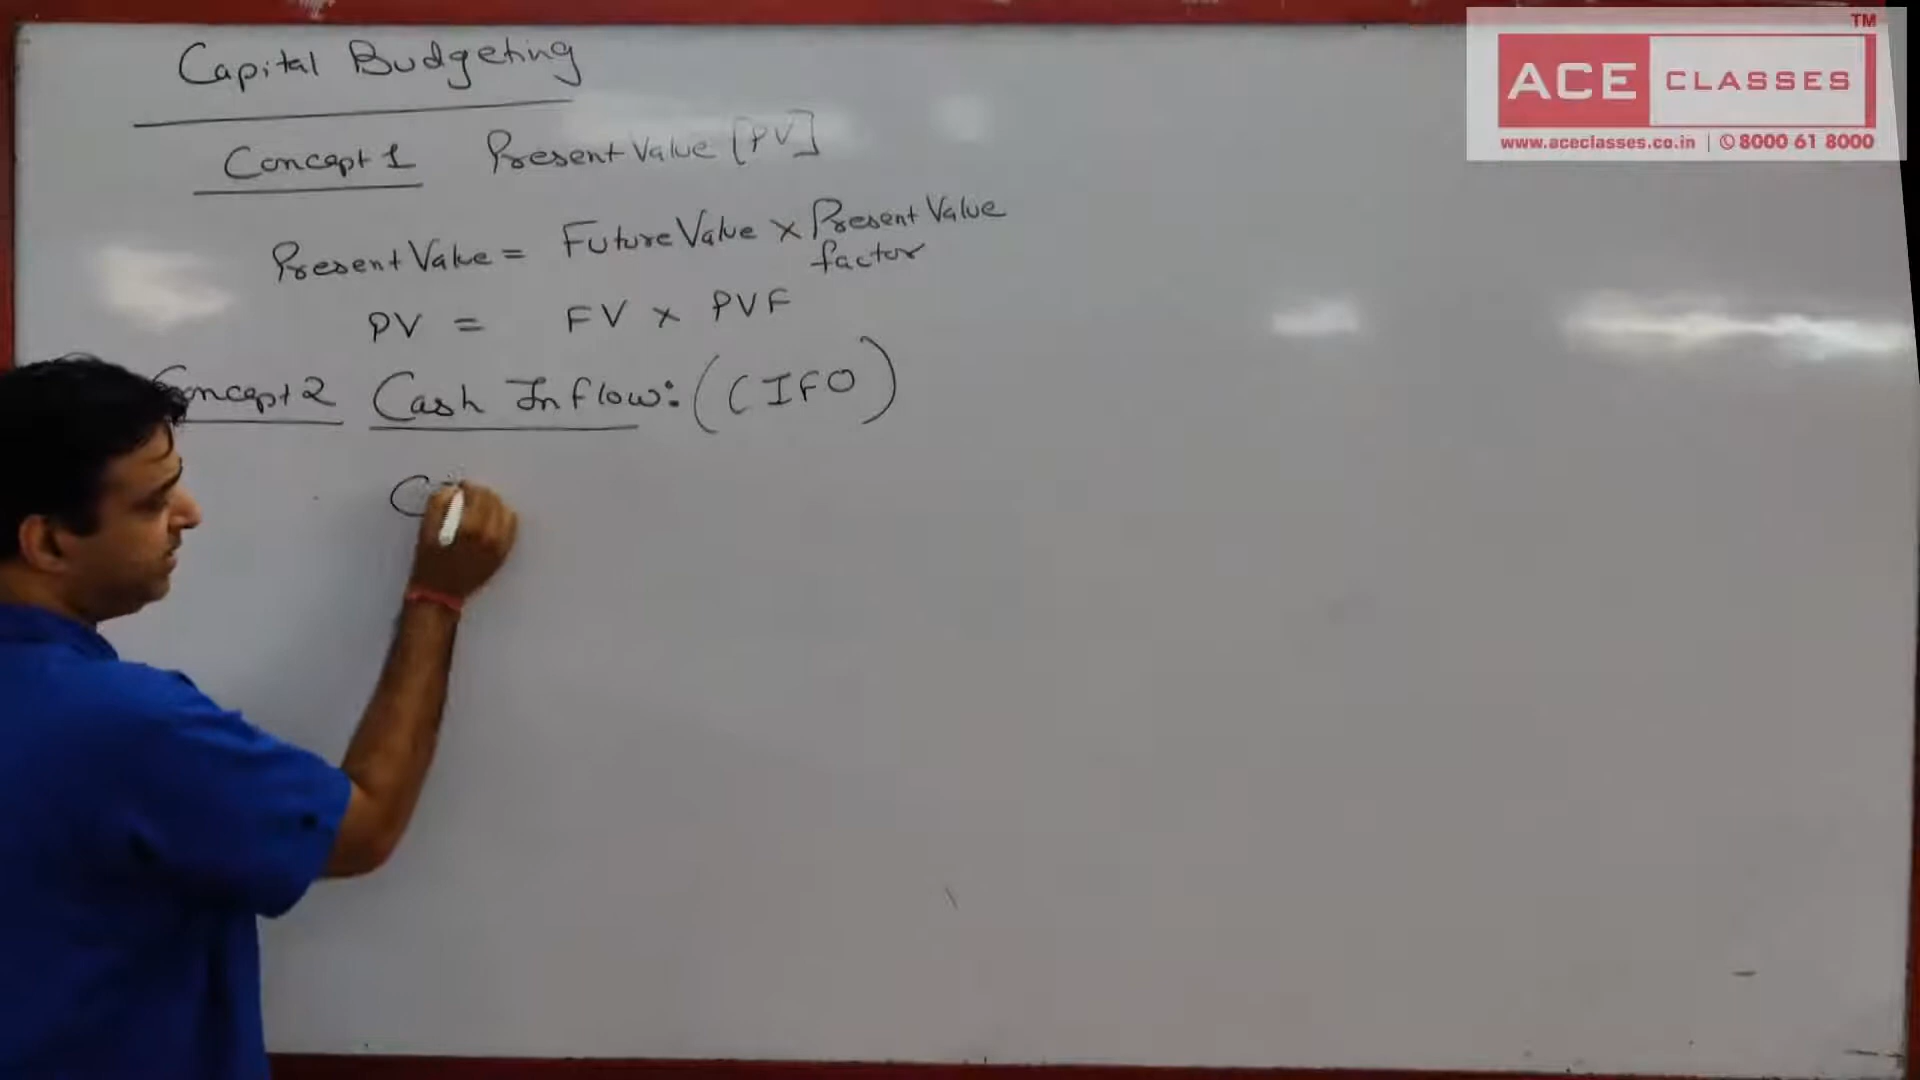 Capital Budgeting
Concept 1 Present Value [PV]
Present Value = Future Value x Present Value
factor
PV = FV x PVF
Concept 2 Cash Inflow: (CIFO)
C
TM
ACE CLASSES
www.aceclasses.co.in | 8000 61 8000